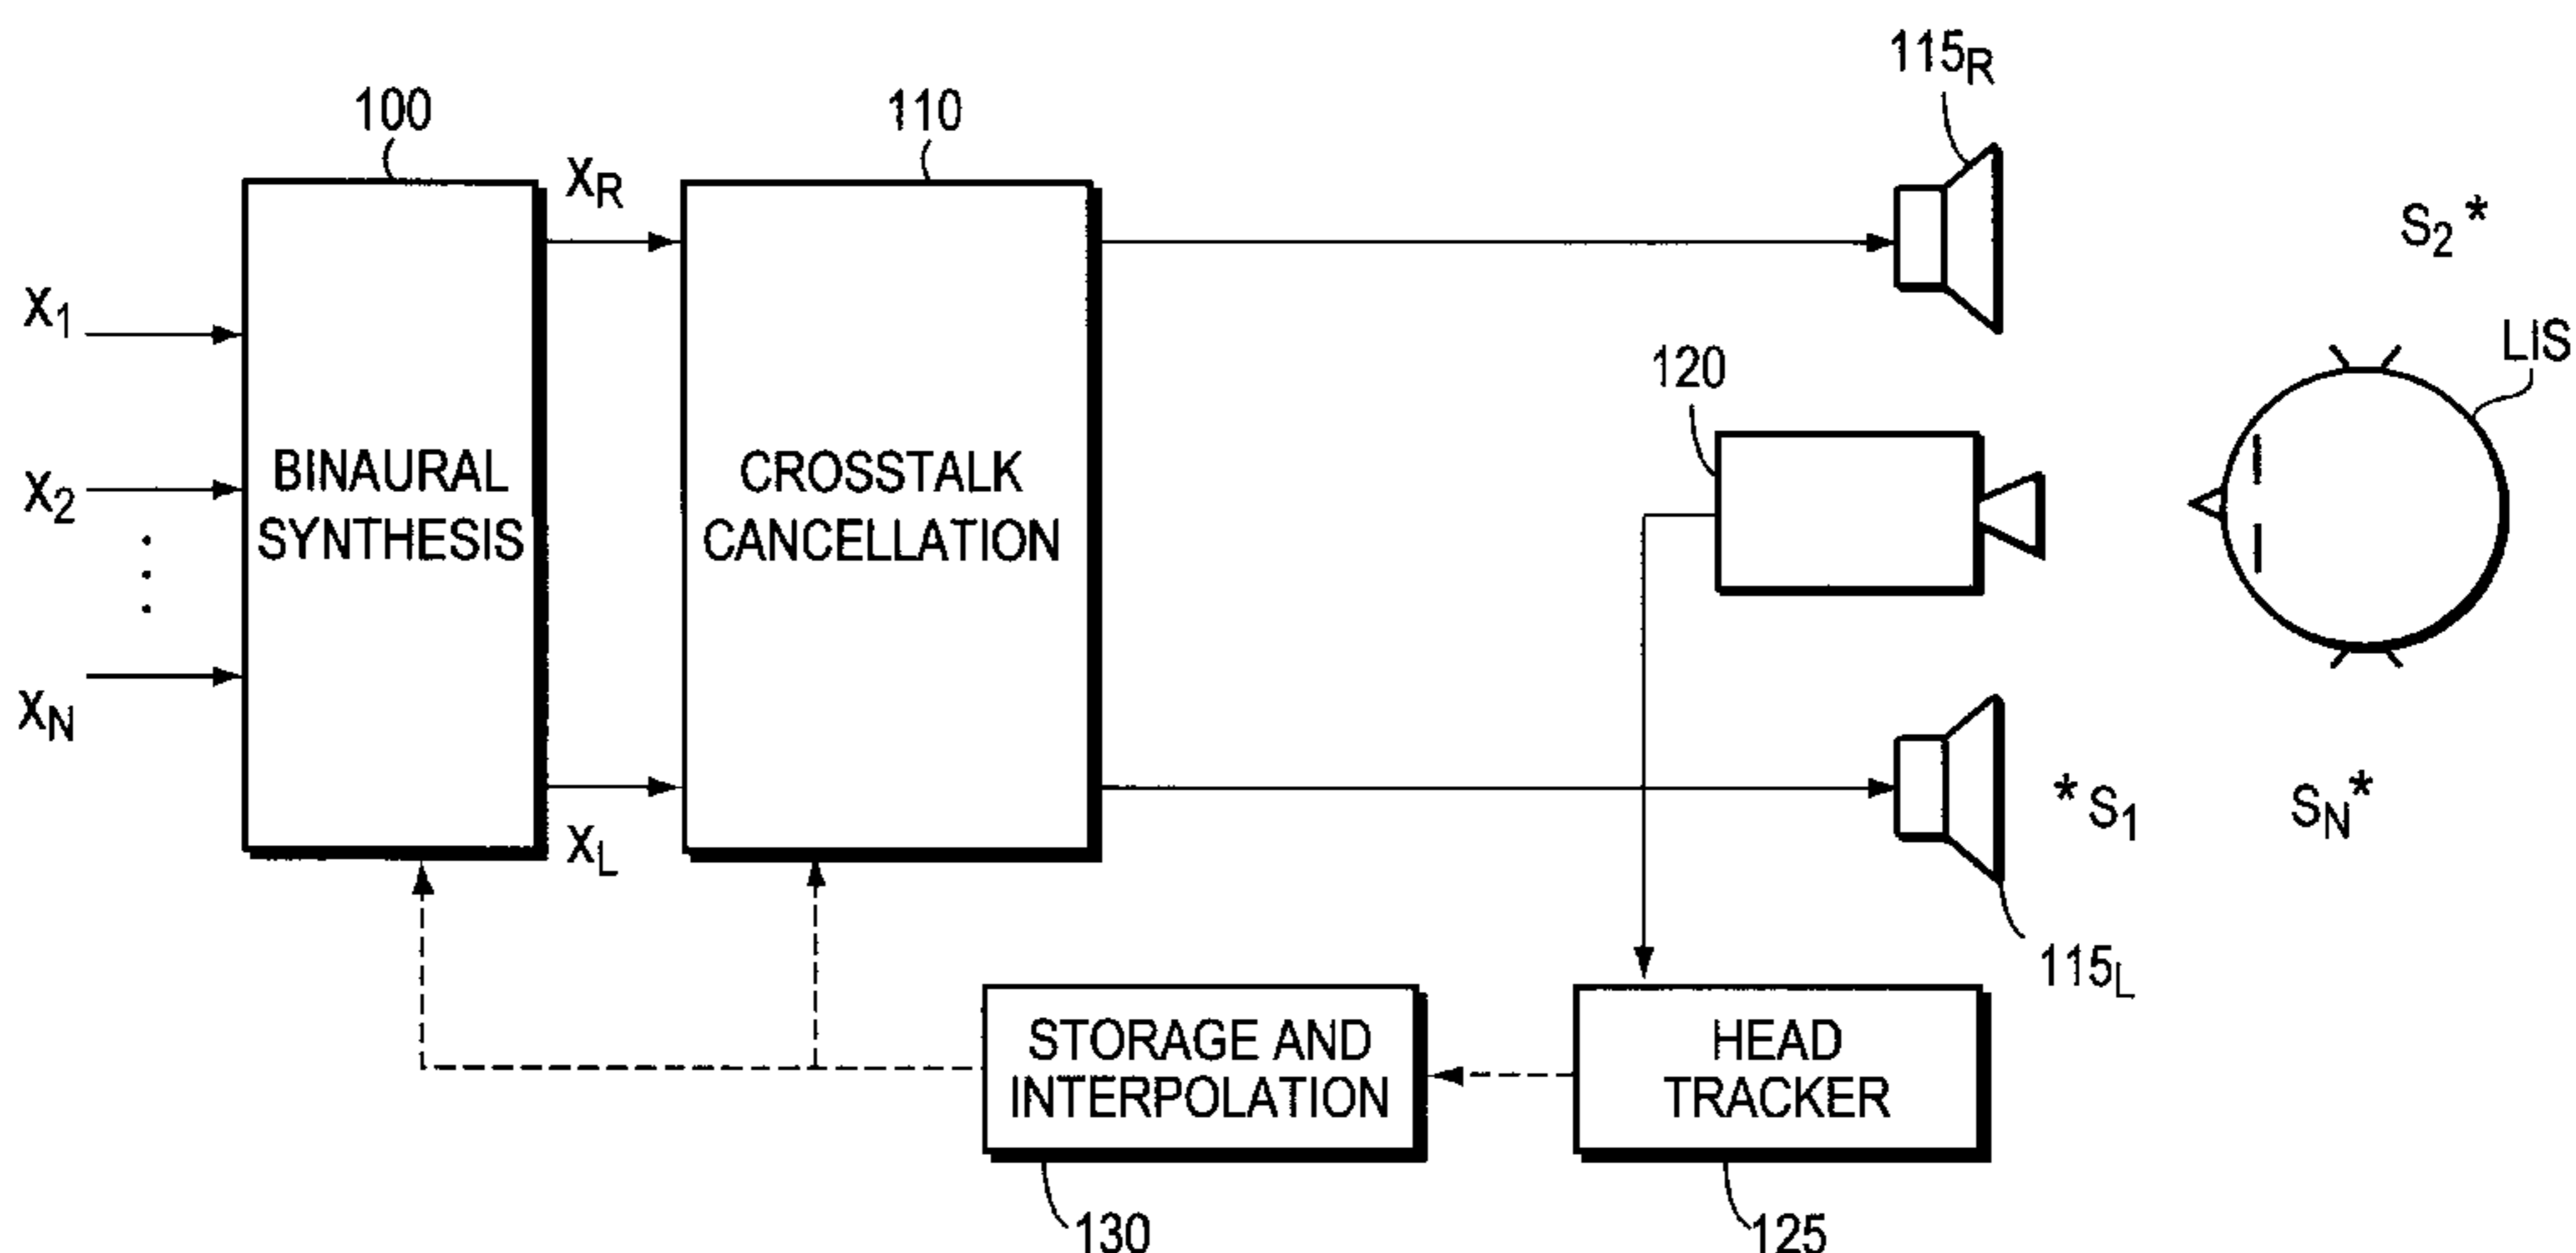 115R
100
110
XR
S2 *
X1
LIS
120
BINAURAL
SYNTHESIS
CROSSTALK
CANCELLATION
X2
XN
* S1
SN*
XL
115L
STORAGE AND
INTERPOLATION
HEAD
TRACKER
130
125